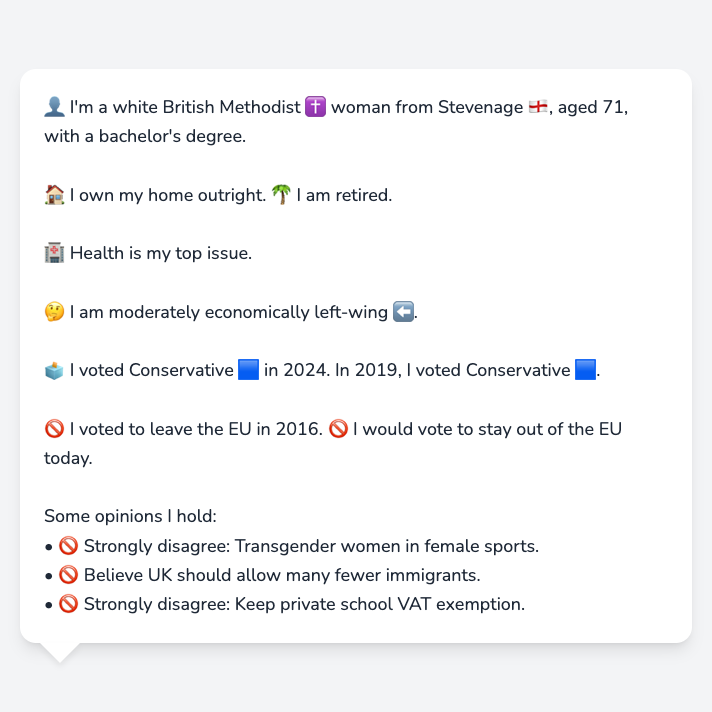 👤 I'm a white British Methodist ✝️ woman from Stevenage 🏴󠁧󠁢󠁥󠁮󠁧󠁿, aged 71,
with a bachelor's degree.
🏠 I own my home outright. 🌴 I am retired.
🏥 Health is my top issue.
🤔 I am moderately economically left-wing ⬅️.
🗳️ I voted Conservative 🟦 in 2024. In 2019, I voted Conservative 🟦.
🚫 I voted to leave the EU in 2016. 🚫 I would vote to stay out of the EU
today.
Some opinions I hold:
• 🚫 Strongly disagree: Transgender women in female sports.
• 🚫 Believe UK should allow many fewer immigrants.
• 🚫 Strongly disagree: Keep private school VAT exemption.